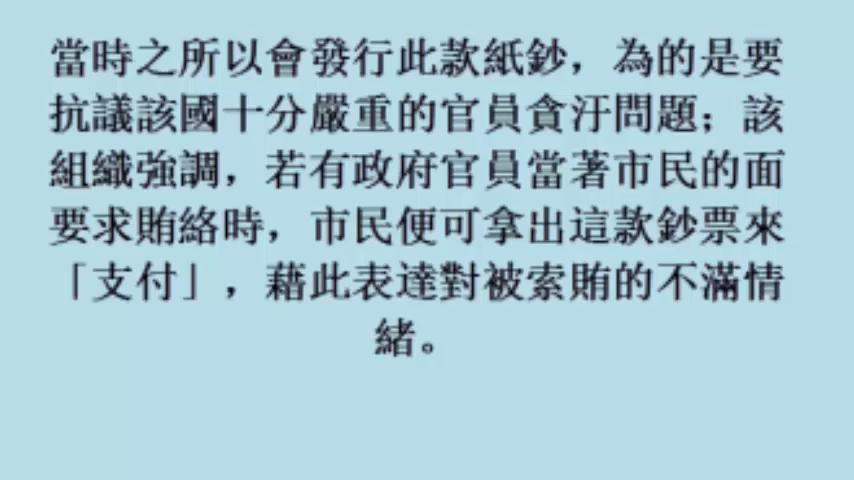 當時之所以會發行此款紙鈔，為的是要
抗議該國十分嚴重的官員貪汙問題；該
組織強調，若有政府官員當著市民的面
要求賄絡時，市民便可拿出這款鈔票來
「支付」，藉此表達對被索賄的不滿情
緒。